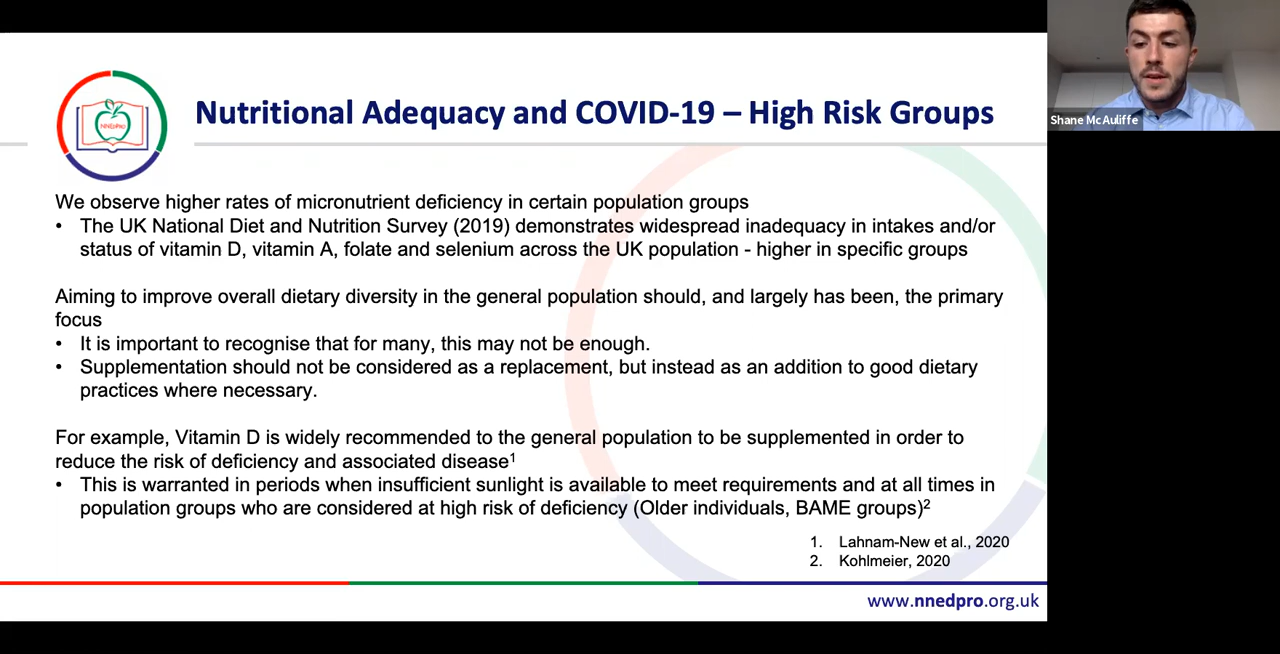 Nutritional Adequacy and COVID-19 – High Risk Groups
NNEdPro
We observe higher rates of micronutrient deficiency in certain population groups
• The UK National Diet and Nutrition Survey (2019) demonstrates widespread inadequacy in intakes and/or
status of vitamin D, vitamin A, folate and selenium across the UK population - higher in specific groups
Aiming to improve overall dietary diversity in the general population should, and largely has been, the primary
focus
• It is important to recognise that for many, this may not be enough.
• Supplementation should not be considered as a replacement, but instead as an addition to good dietary
practices where necessary.
For example, Vitamin D is widely recommended to the general population to be supplemented in order to
reduce the risk of deficiency and associated disease¹
• This is warranted in periods when insufficient sunlight is available to meet requirements and at all times in
population groups who are considered at high risk of deficiency (Older individuals, BAME groups)²
1. Lahnam-New et al., 2020
2. Kohlmeier, 2020
www.nnedpro.org.uk
Shane McAuliffe